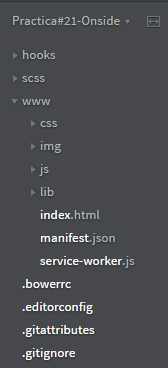 Practica#21-Onside
hooks
scss
www
css
img
js
lib
index.html
manifest.json
service-worker.js
.bowerrc
.editorconfig
.gitattributes
.gitignore